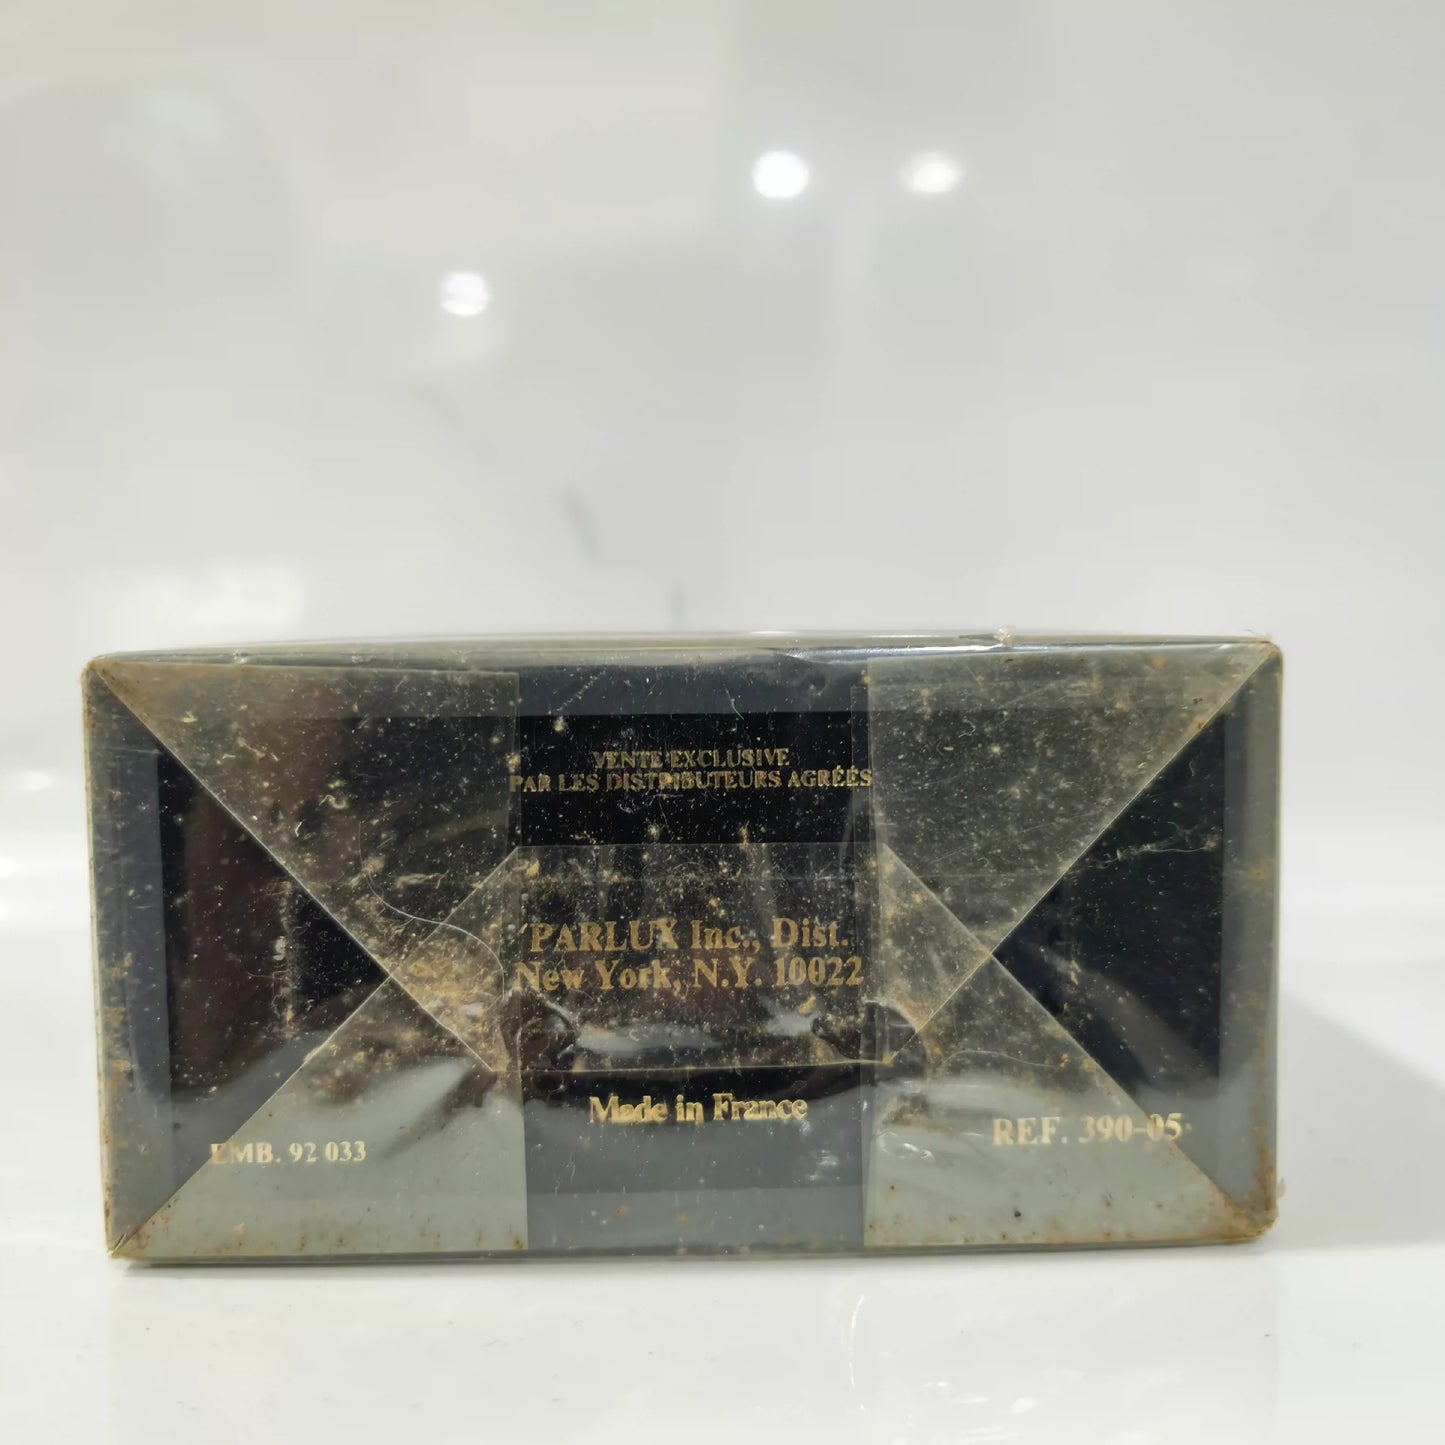 VENTE EXCLUSIVE
PAR LES DISTRIBUTEURS AGRÉÉS
PARLUX Inc., Dist.
New York, N.Y. 10022
Made in France
EMB. 92 033
REF. 390-05